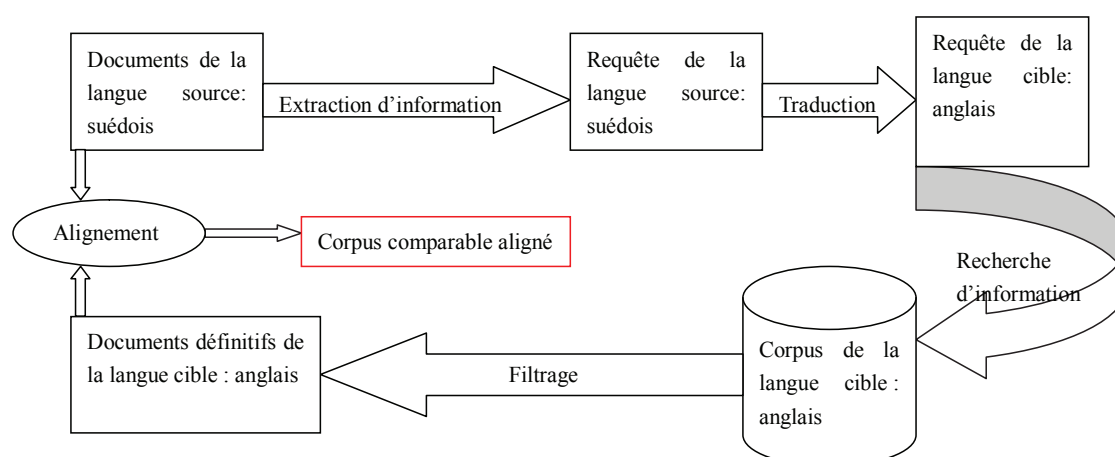 Documents de la
langue source:
suédois
Extraction d’information
Requête de la
langue source:
suédois
Traduction
Requête de la
langue cible:
anglais
Alignement
Corpus comparable aligné
Recherche
d’information
Documents définitifs de
la langue cible : anglais
Filtrage
Corpus de la
langue cible :
anglais